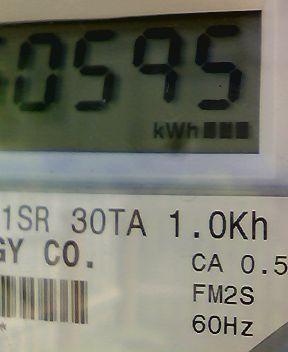 0595
kWh
1SR 30TA 1.0Kh
GY CO.
CA 0.5
FM2S
60Hz